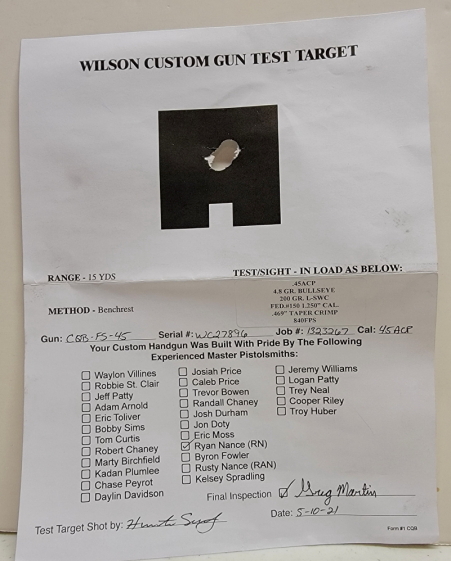 WILSON CUSTOM GUN TEST TARGET
RANGE - 15 YDS
TEST/SIGHT - IN LOAD AS BELOW:
.45ACP
4.8 GR. BULLSEYE
200 GR. L-SWC
FED.#150 1.250" CAL.
.469" TAPER CRIMP
840FPS
METHOD - Benchrest
Gun: CQB-FS-45 Serial #: WC27896 Job #: 1323267 Cal: 45 ACP
Your Custom Handgun Was Built With Pride By The Following
Experienced Master Pistolsmiths:
Waylon Villines
Robbie St. Clair
Jeff Patty
Adam Arnold
Eric Toliver
Bobby Sims
Tom Curtis
Robert Chaney
Marty Birchfield
Kadan Plumlee
Chase Peyrot
Daylin Davidson
Josiah Price
Caleb Price
Trevor Bowen
Randall Chaney
Josh Durham
Jon Doty
Eric Moss
Ryan Nance (RN)
Byron Fowler
Rusty Nance (RAN)
Kelsey Spradling
Jeremy Williams
Logan Patty
Trey Neal
Cooper Riley
Troy Huber
Final Inspection Greg Martin
Test Target Shot by:
Date: 5-10-21
Form#1 CQB